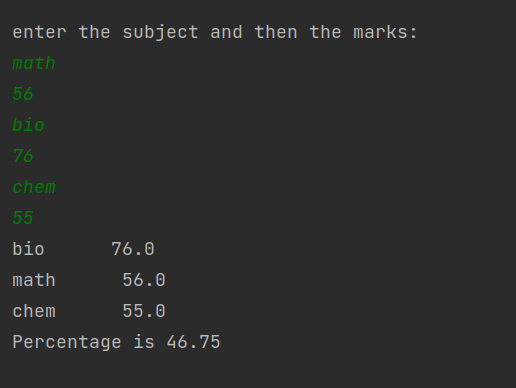 enter the subject and then the marks:
math
56
bio
76
chem
55
bio      76.0
math      56.0
chem      55.0
Percentage is 46.75